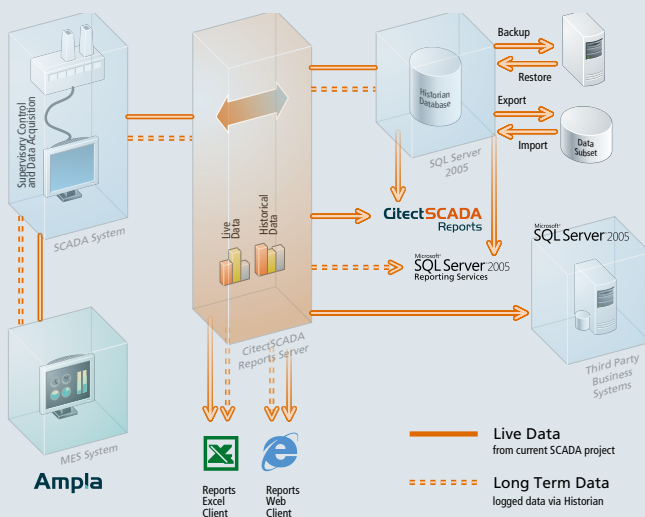 Supervisory Control
and Data Acquisition
SCADA System
MES System
Ampla
Live
Data
Historical
Data
CitectSCADA
Reports Server
Historian
Database
SQL Server
2005
Backup
Restore
Export
Import
Data
Subset
CitectSCADA
Reports
Microsoft®
SQL Server 2005
Reporting Services
Microsoft®
SQL Server 2005
Third Party
Business
Systems
Reports
Excel
Client
Reports
Web
Client
Live Data
from current SCADA project
Long Term Data
logged data via Historian